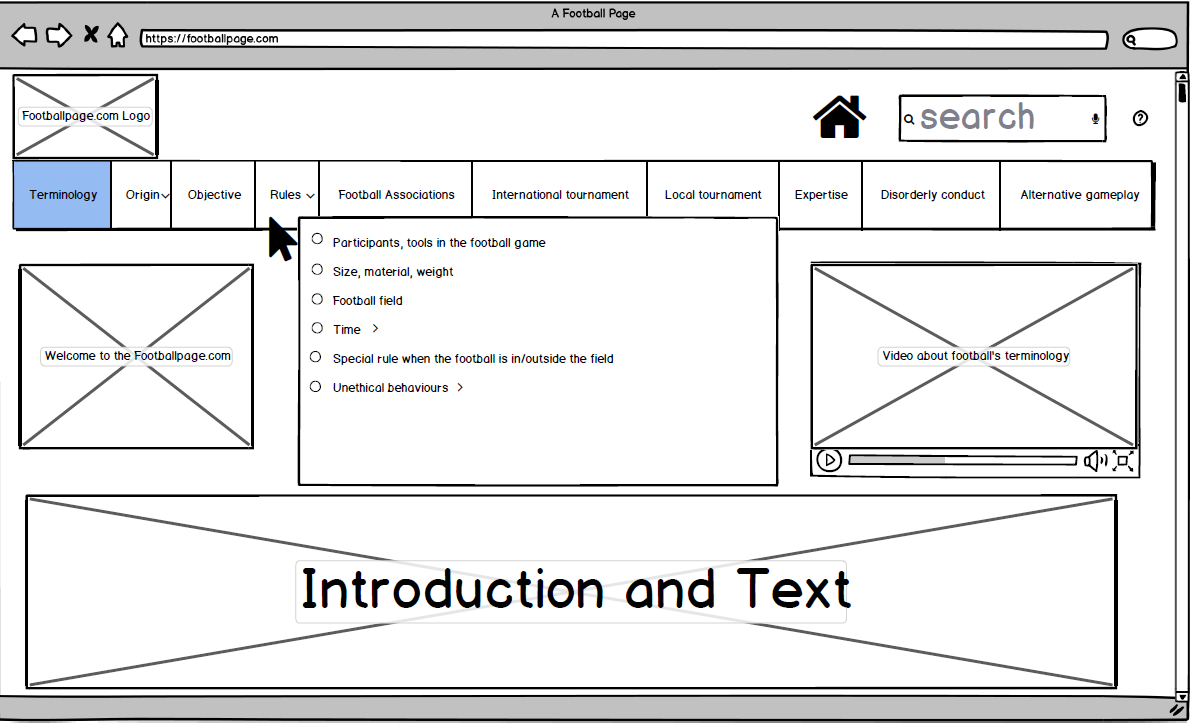 A Football Page
https://footballpage.com
Footballpage.com Logo
search
?
Terminology
Origin
Objective
Rules
Football Associations
International tournament
Local tournament
Expertise
Disorderly conduct
Alternative gameplay
Participants, tools in the football game
Size, material, weight
Football field
Time >
Special rule when the football is in/outside the field
Unethical behaviours >
Welcome to the Footballpage.com
Video about football's terminology
Introduction and Text